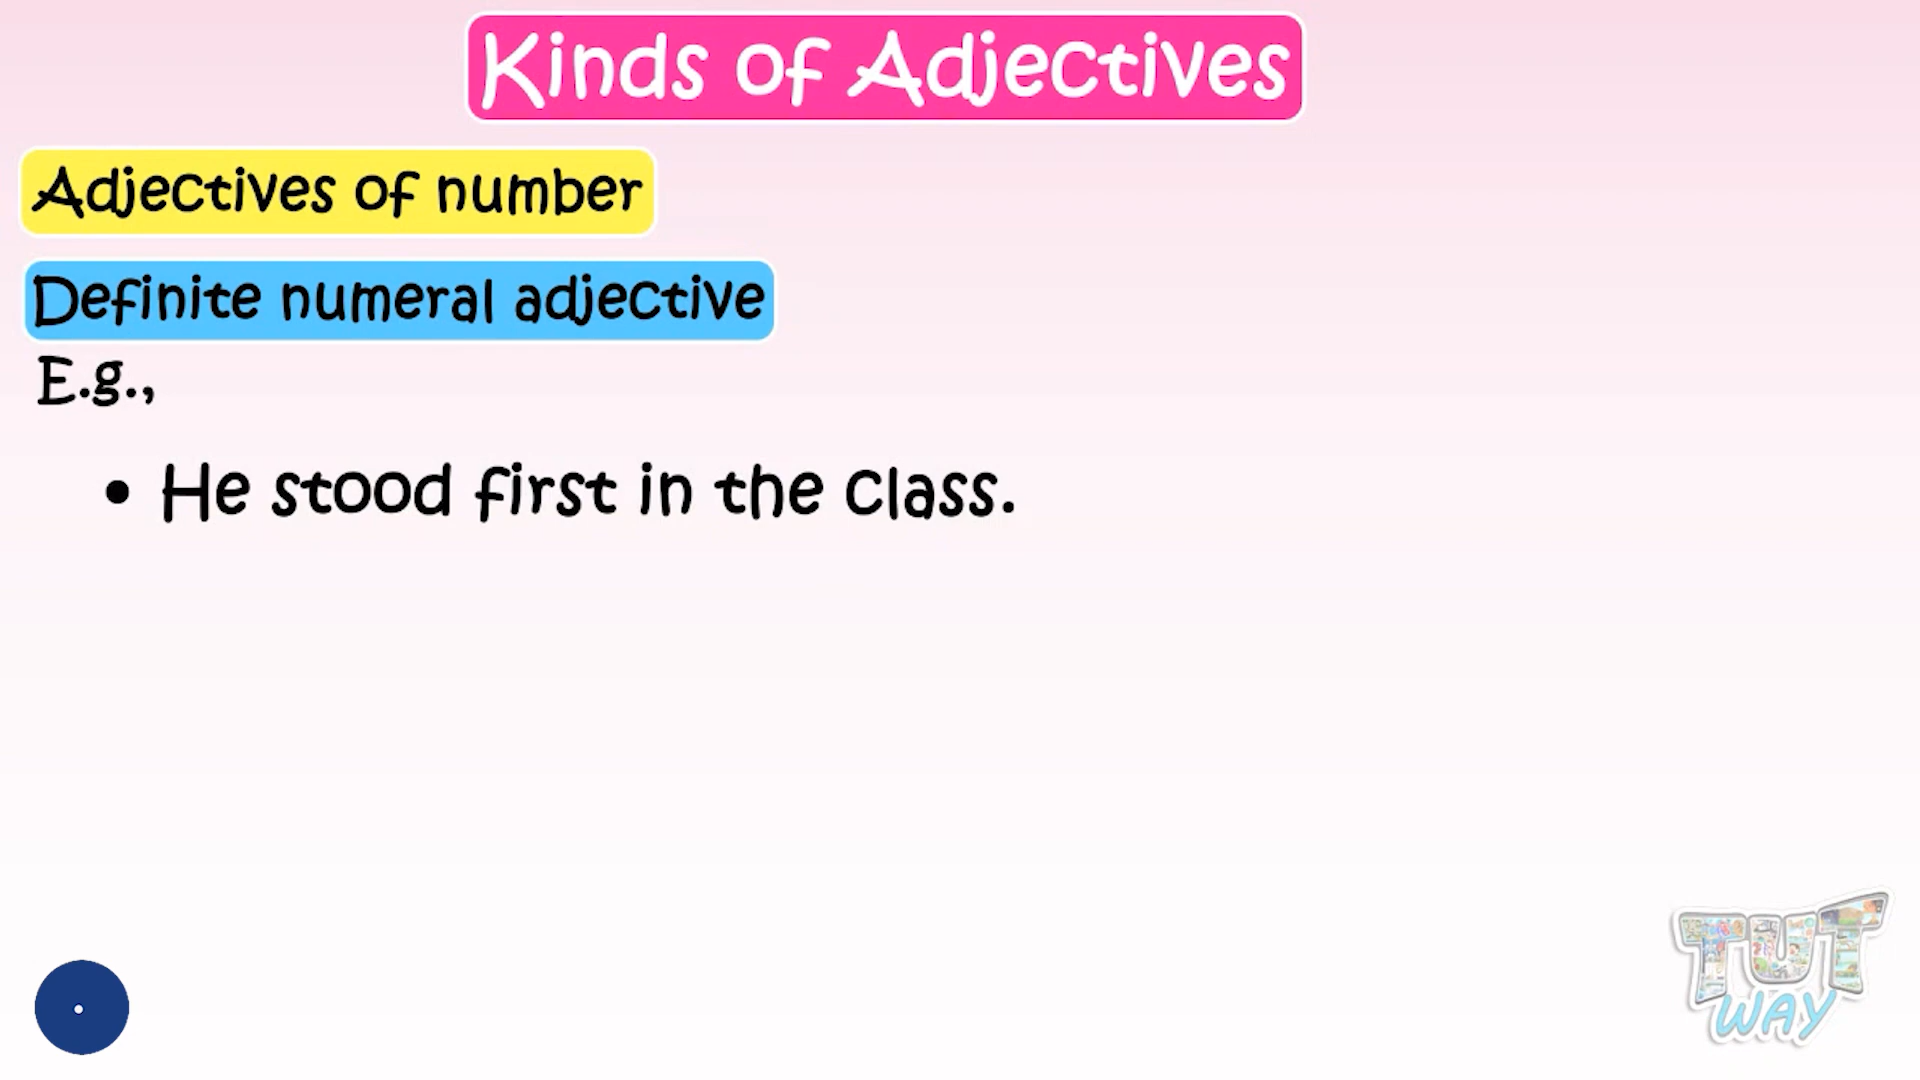 Kinds of Adjectives
Adjectives of number
Definite numeral adjective
E.g.,
• He stood first in the class.
TUT
WAY